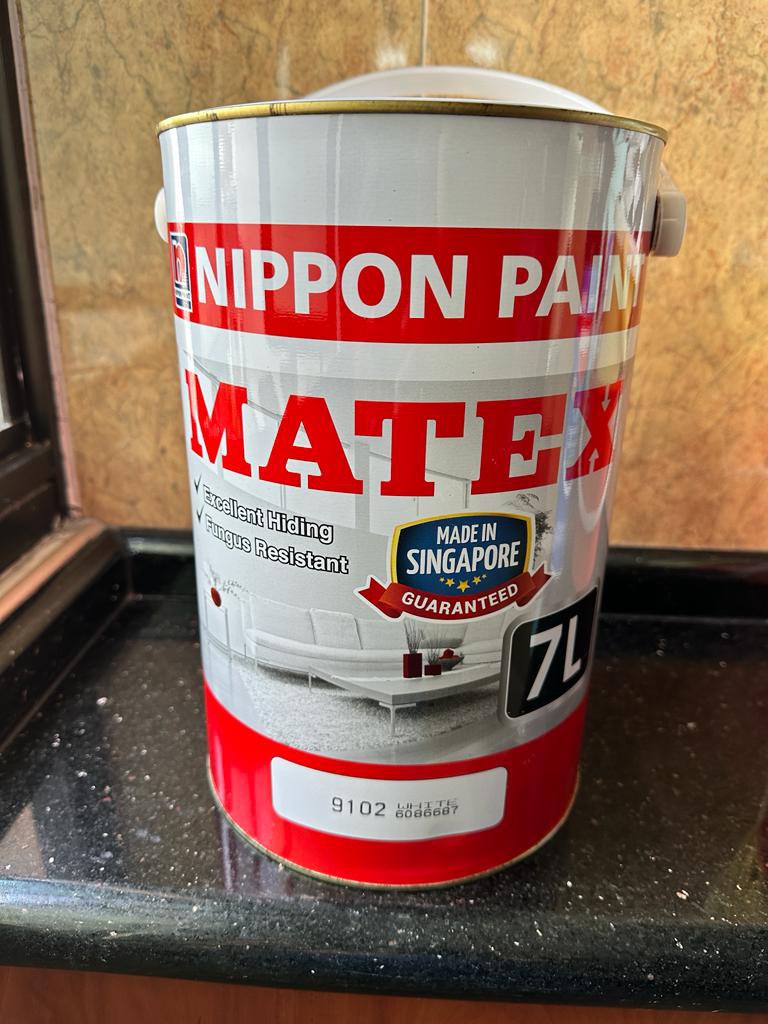 NIPPON PAINT
MATEX
Excellent Hiding
Fungus Resistant
MADE IN
SINGAPORE
GUARANTEED
7L
9102 WHITE
6086687